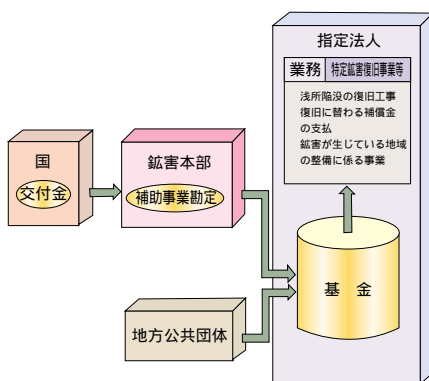 指定法人
業務 特定鉱害復旧事業等
浅所陥没の復旧工事
復旧に替わる補償金
の支払
鉱害が生じている地域
の整備に係る事業
国
交付金
鉱害本部
補助事業勘定
基 金
地方公共団体